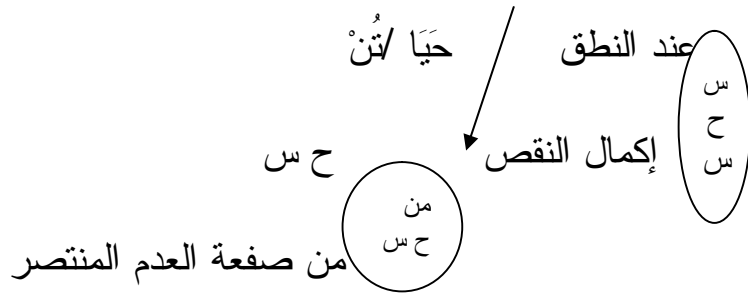 عند النطق حَيَا /تُنْ
س
ح
س
إكمال النقص ح س
من
ح س
من صفعة العدم المنتصر